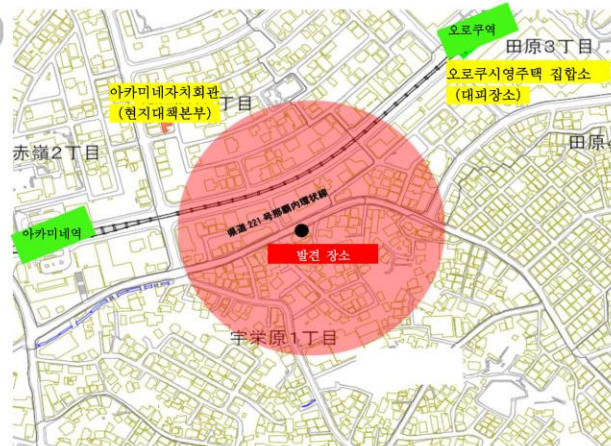 오로쿠역
田原3丁目
오로쿠시영주택 집합소
(대피장소)
아카미네자치회관
(현지대책본부)
丁目
赤嶺2丁目
田原
아카미네역
県道221号那覇内環状線
발견 장소
宇栄原1丁目